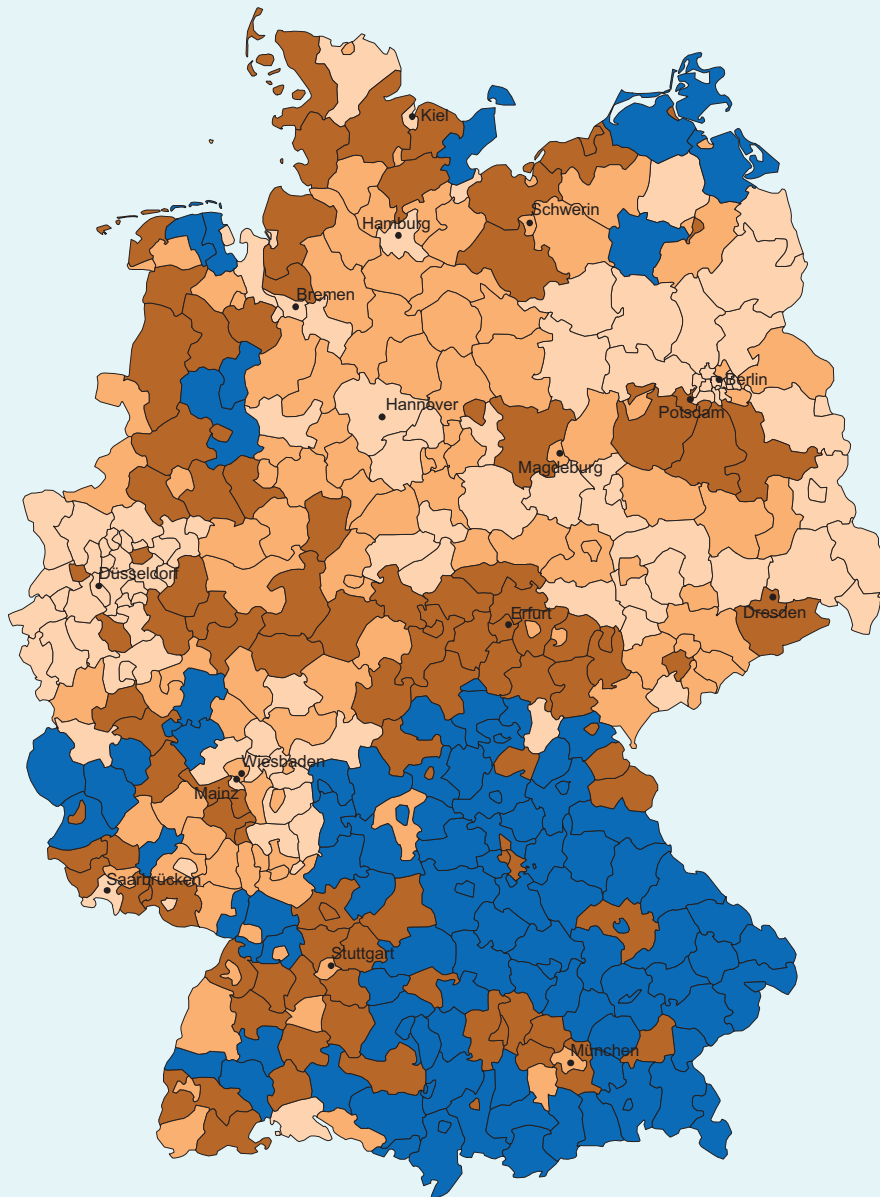 Kiel
Schwerin
Hamburg
Bremen
Berlin
Hannover
Potsdam
Magdeburg
Düsseldorf
Dresden
Erfurt
Wiesbaden
Mainz
Saarbrücken
Stuttgart
München